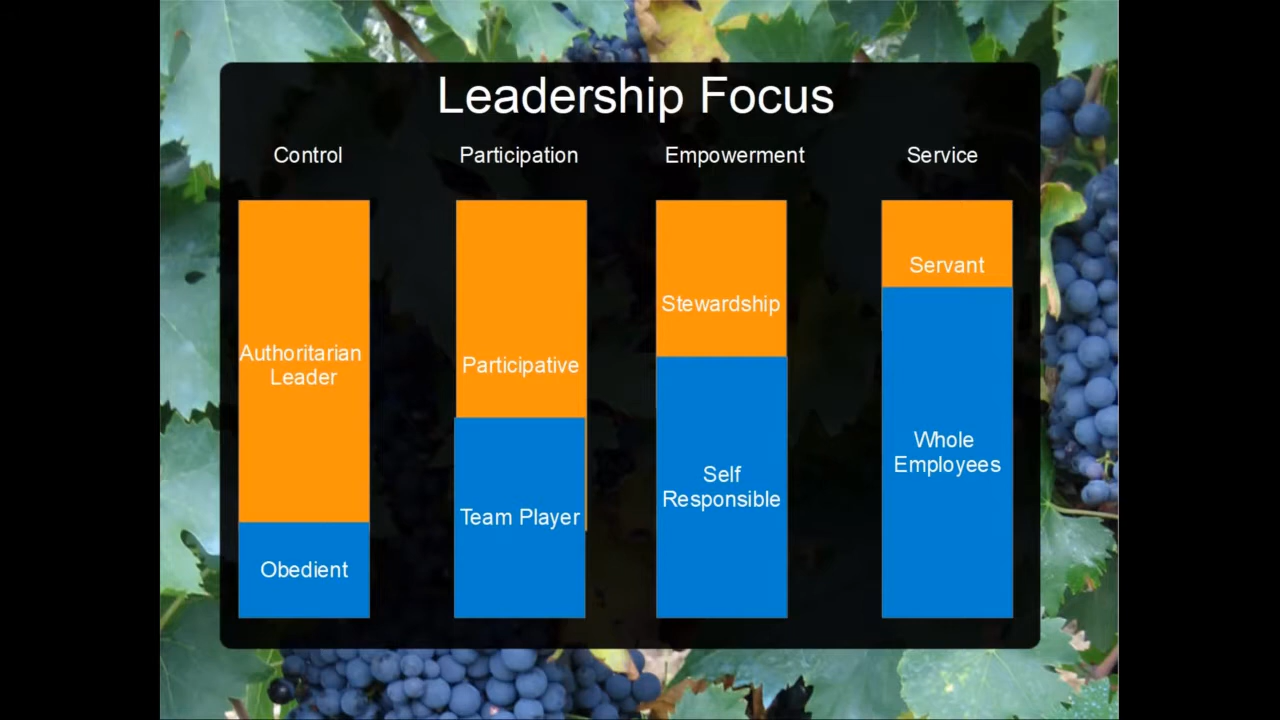 Leadership Focus
Control
Participation
Empowerment
Service
Authoritarian
Leader
Obedient
Participative
Team Player
Stewardship
Self
Responsible
Servant
Whole
Employees